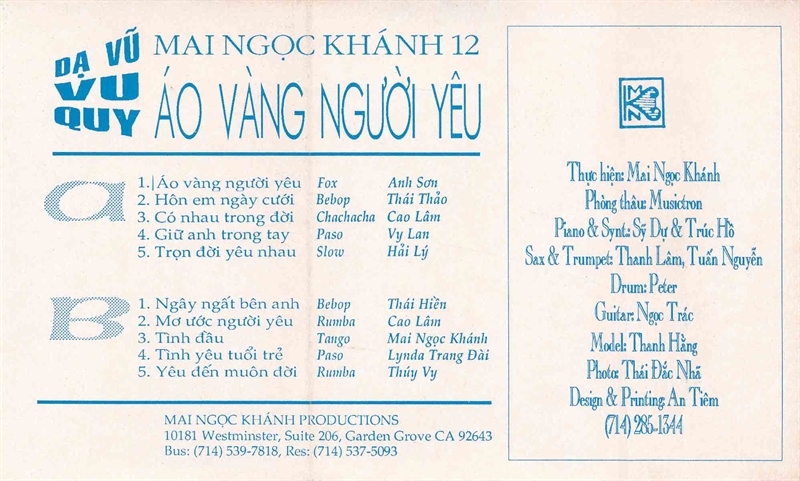 DẠ VŨ
VU
QUY
MAI NGỌC KHÁNH 12
ÁO VÀNG NGƯỜI YÊU
A
1. Áo vàng người yêu Fox Anh Sơn
2. Hôn em ngày cưới Bebop Thái Thảo
3. Có nhau trong đời Chachacha Cao Lâm
4. Giữ anh trong tay Paso Vy Lan
5. Trọn đời yêu nhau Slow Hải Lý
B
1. Ngây ngất bên anh Bebop Thái Hiền
2. Mơ ước người yêu Rumba Cao Lâm
3. Tình đầu Tango Mai Ngọc Khánh
4. Tình yêu tuổi trẻ Paso Lynda Trang Đài
5. Yêu đến muôn đời Rumba Thúy Vy
MAI NGỌC KHÁNH PRODUCTIONS
10181 Westminster, Suite 206, Garden Grove CA 92643
Bus: (714) 539-7818, Res: (714) 537-5093
MNK
Thực hiện: Mai Ngọc Khánh
Phòng thâu: Musictron
Piano & Synt.: Sỹ Dự & Trúc Hồ
Sax & Trumpet: Thanh Lâm, Tuấn Nguyễn
Drum: Peter
Guitar: Ngọc Trác
Model: Thanh Hằng
Photo: Thái Đắc Nhã
Design & Printing: An Tiêm
(714) 285-1344